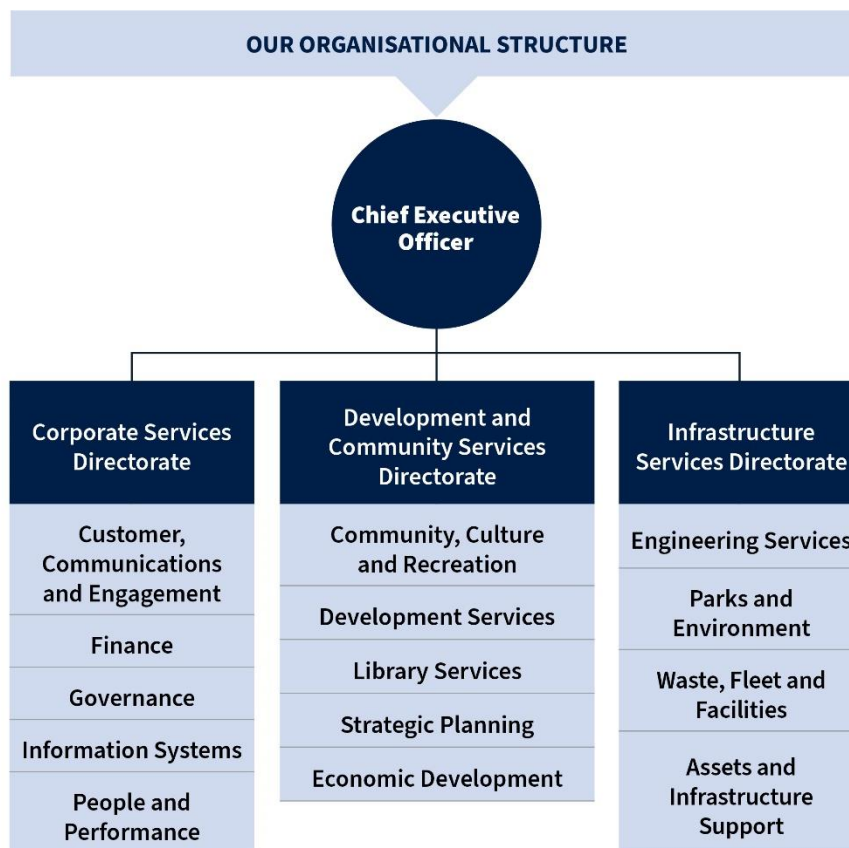 OUR ORGANISATIONAL STRUCTURE
Chief Executive
Officer
Corporate Services
Directorate
Customer,
Communications
and Engagement
Finance
Governance
Information Systems
People and
Performance
Development and
Community Services
Directorate
Community, Culture
and Recreation
Development Services
Library Services
Strategic Planning
Economic Development
Infrastructure
Services Directorate
Engineering Services
Parks and
Environment
Waste, Fleet and
Facilities
Assets and
Infrastructure
Support